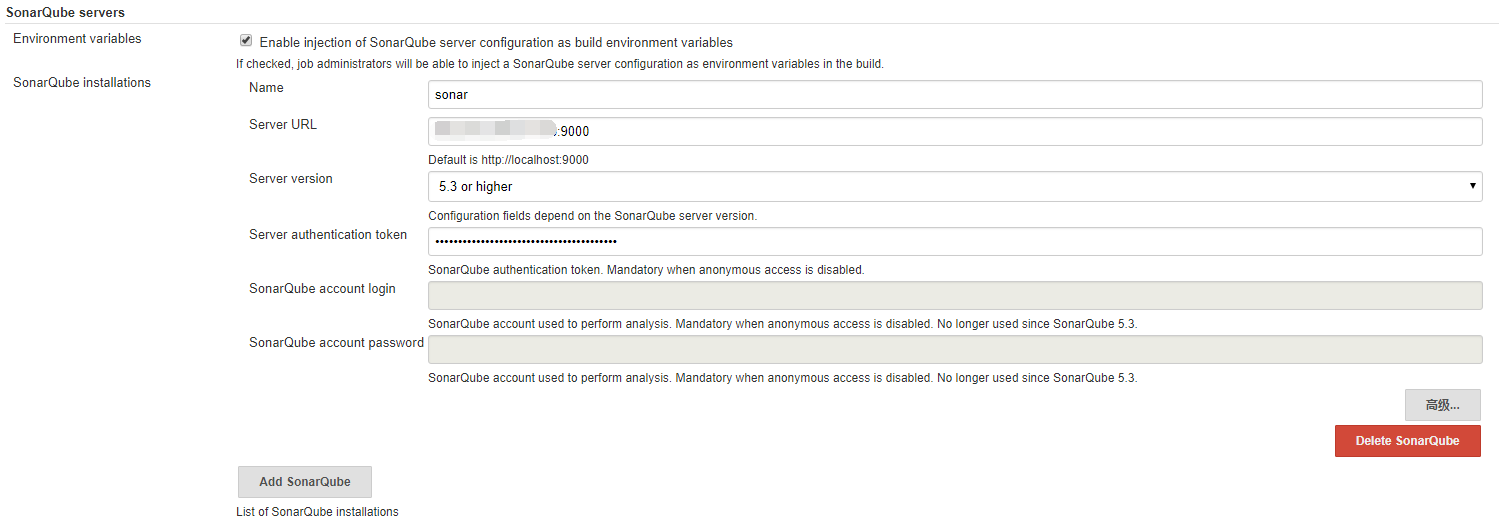 SonarQube servers
Environment variables
Enable injection of SonarQube server configuration as build environment variables
If checked, job administrators will be able to inject a SonarQube server configuration as environment variables in the build.
SonarQube installations
Name
sonar
Server URL
:9000
Default is http://localhost:9000
Server version
5.3 or higher
Configuration fields depend on the SonarQube server version.
Server authentication token
••••••••••••••••••••••••••••••••••••••••
SonarQube authentication token. Mandatory when anonymous access is disabled.
SonarQube account login
SonarQube account used to perform analysis. Mandatory when anonymous access is disabled. No longer used since SonarQube 5.3.
SonarQube account password
SonarQube account used to perform analysis. Mandatory when anonymous access is disabled. No longer used since SonarQube 5.3.
高级...
Delete SonarQube
Add SonarQube
List of SonarQube installations